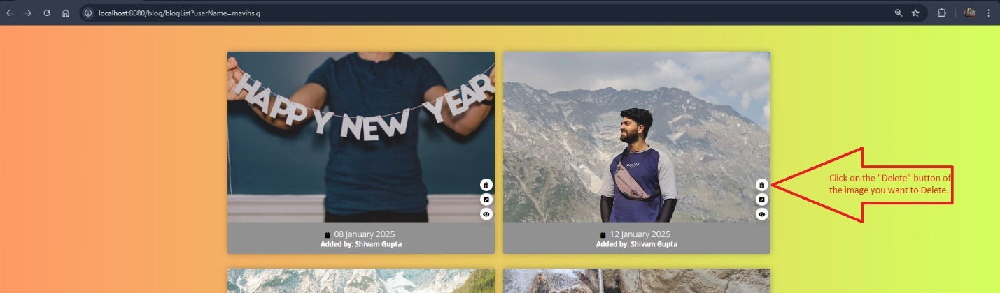 localhost:8080/blog/blogList?userName=mavihs.g
HAPPY NEW YEAR
08 January 2025
Added by: Shivam Gupta
12 January 2025
Added by: Shivam Gupta
Click on the "Delete" button of
the image you want to Delete.